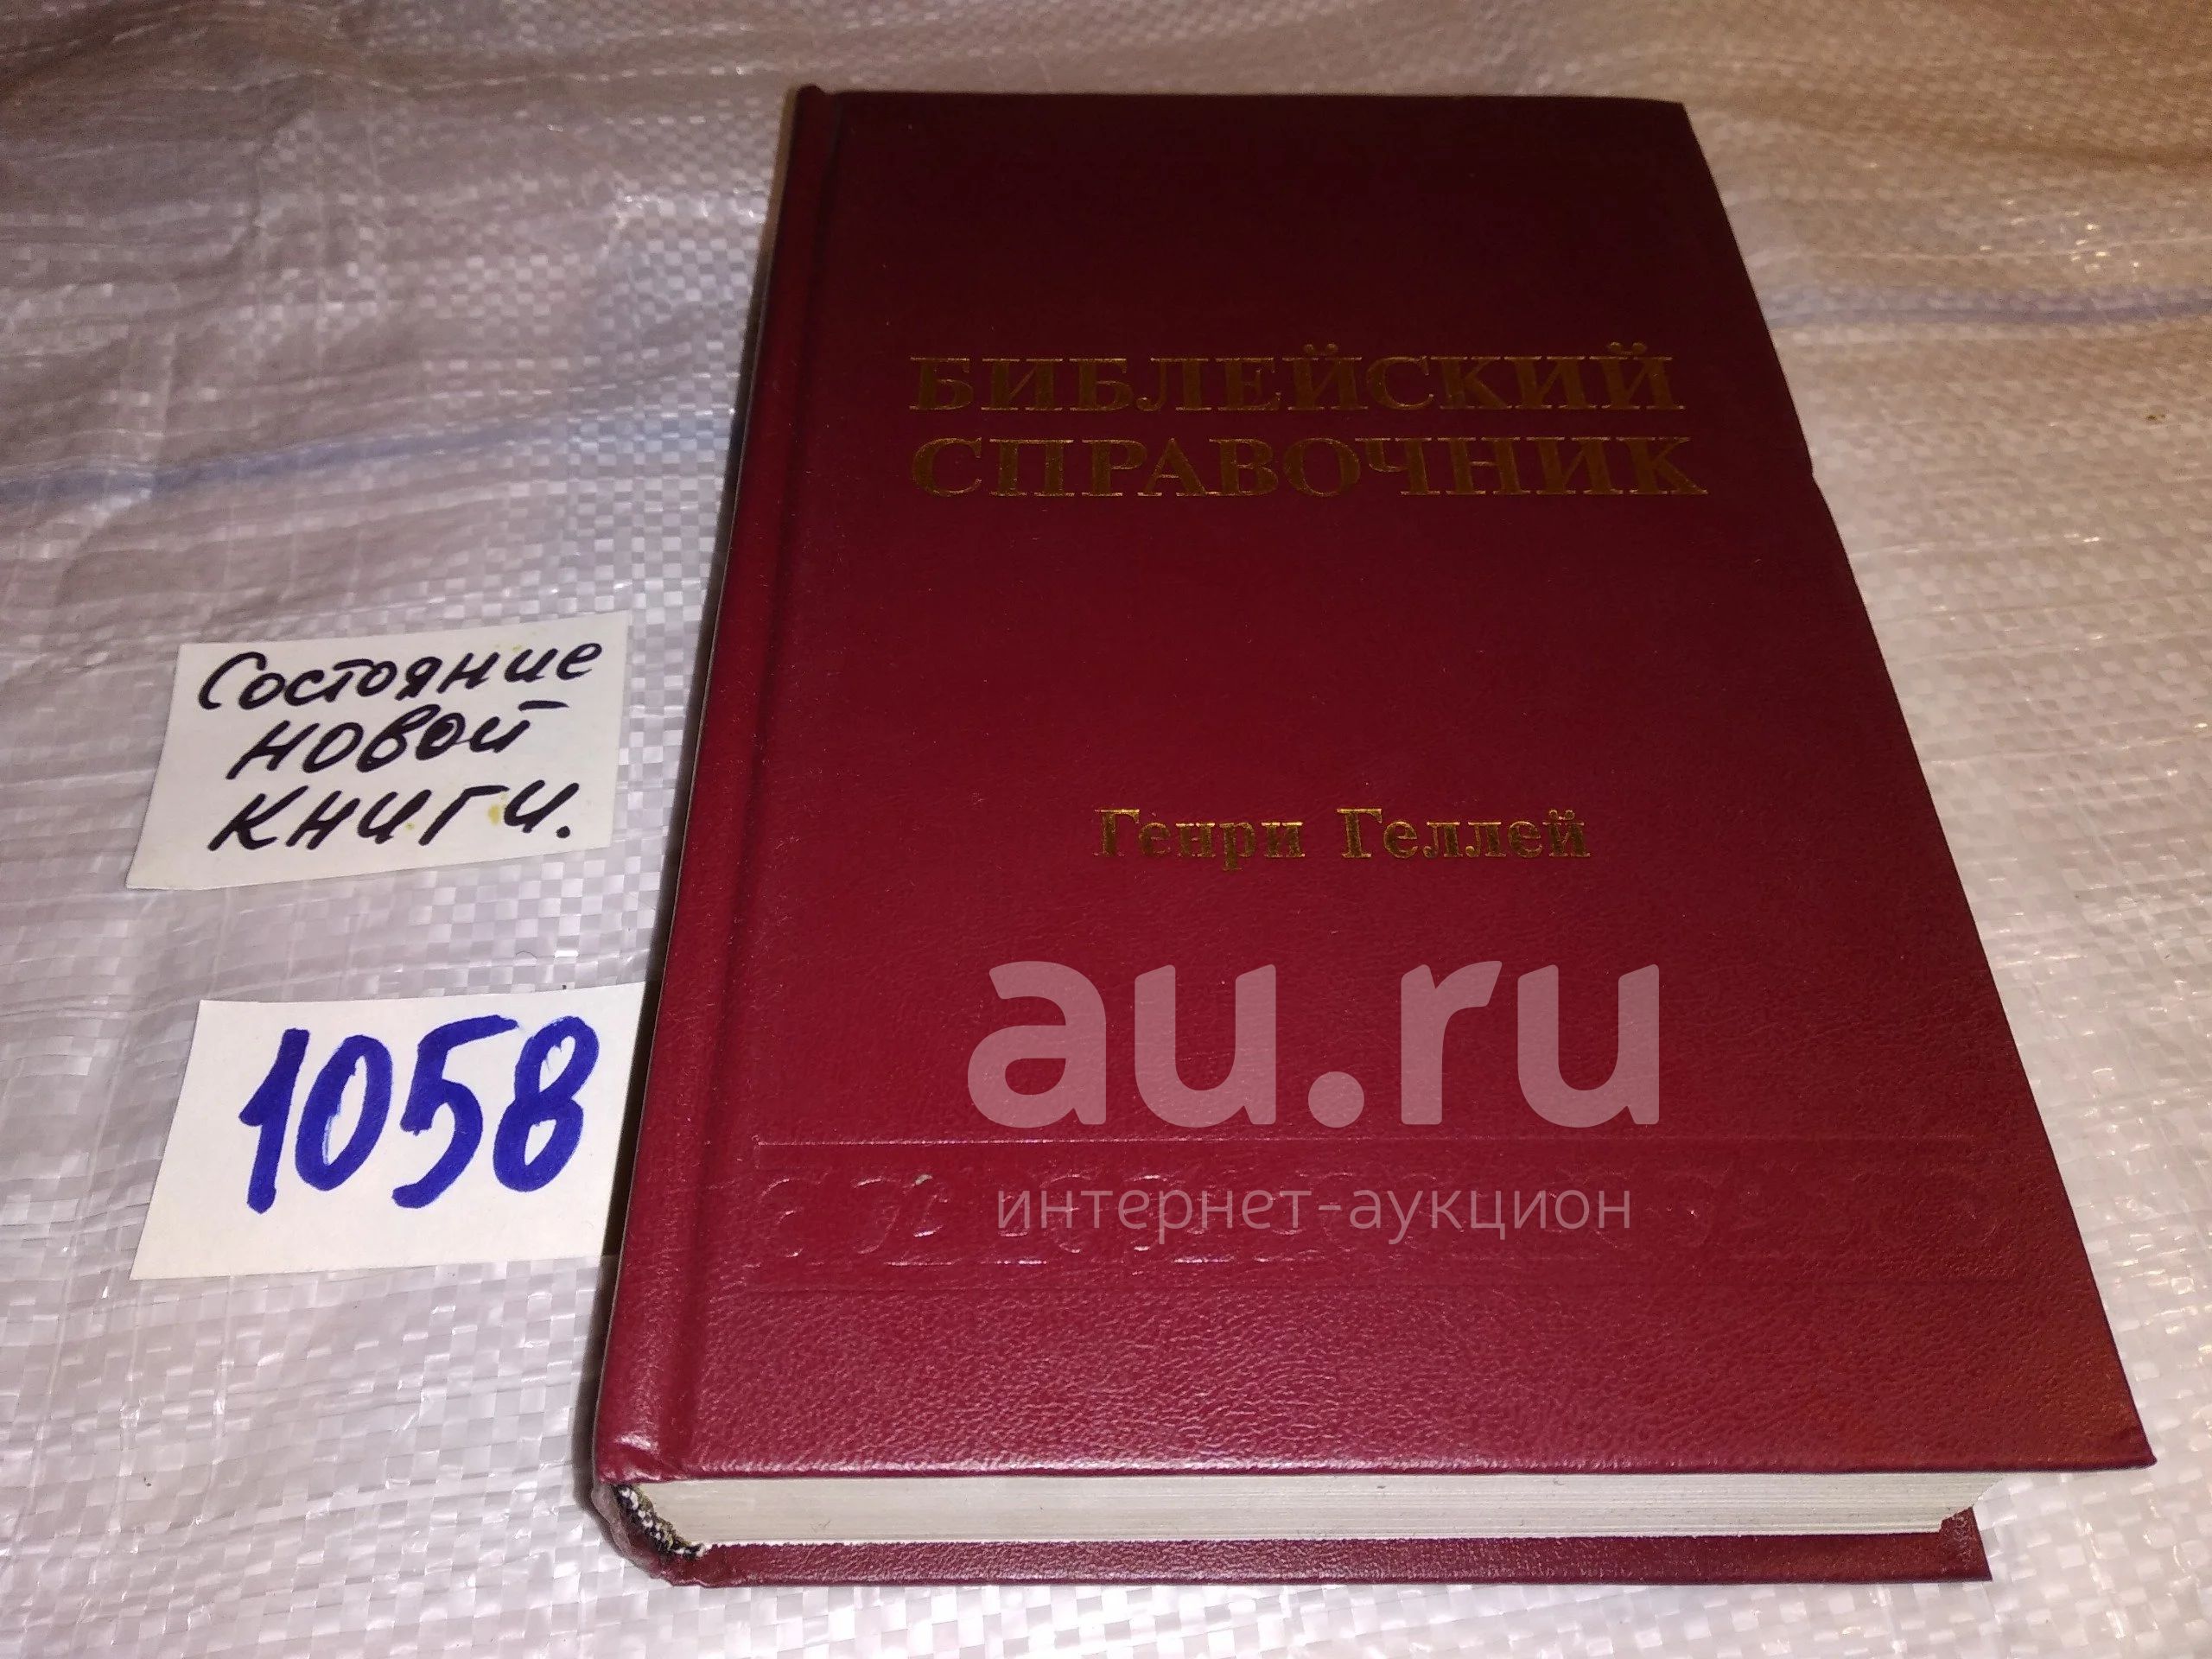 БИБЛЕЙСКИЙ
СПРАВОЧНИК
Генри Геллей
Состояние
новой
книги.
1058
au.ru
интернет-аукцион